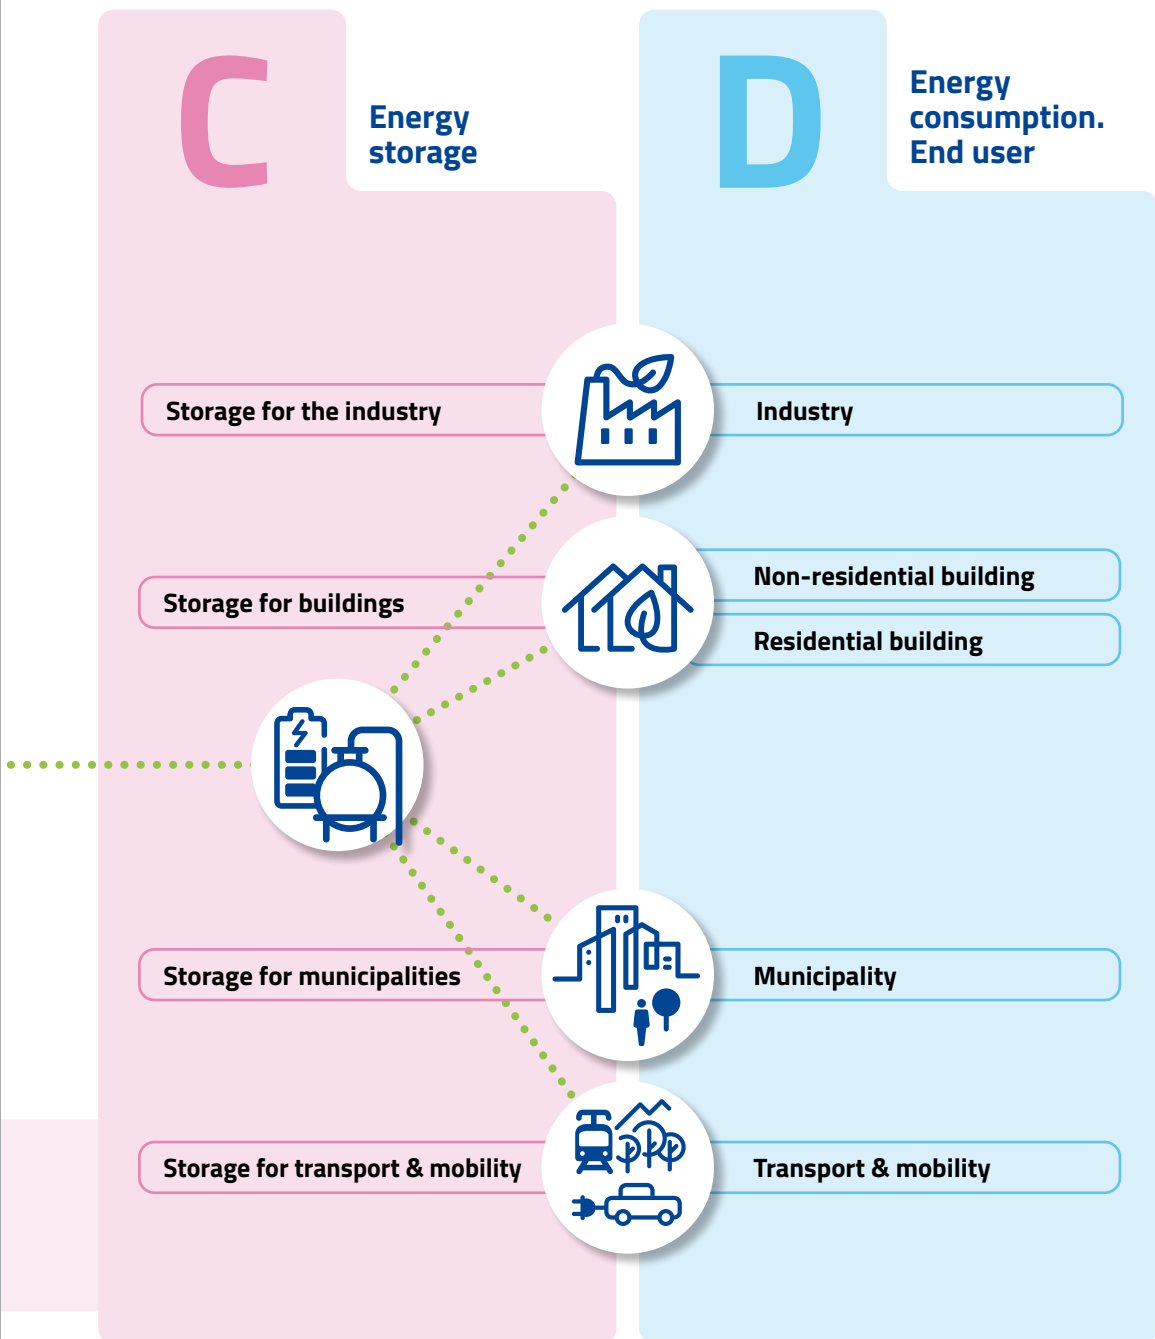 C
Energy
storage
D
Energy
consumption.
End user
Storage for the industry
Industry
Storage for buildings
Non-residential building
Residential building
Storage for municipalities
Municipality
Storage for transport & mobility
Transport & mobility